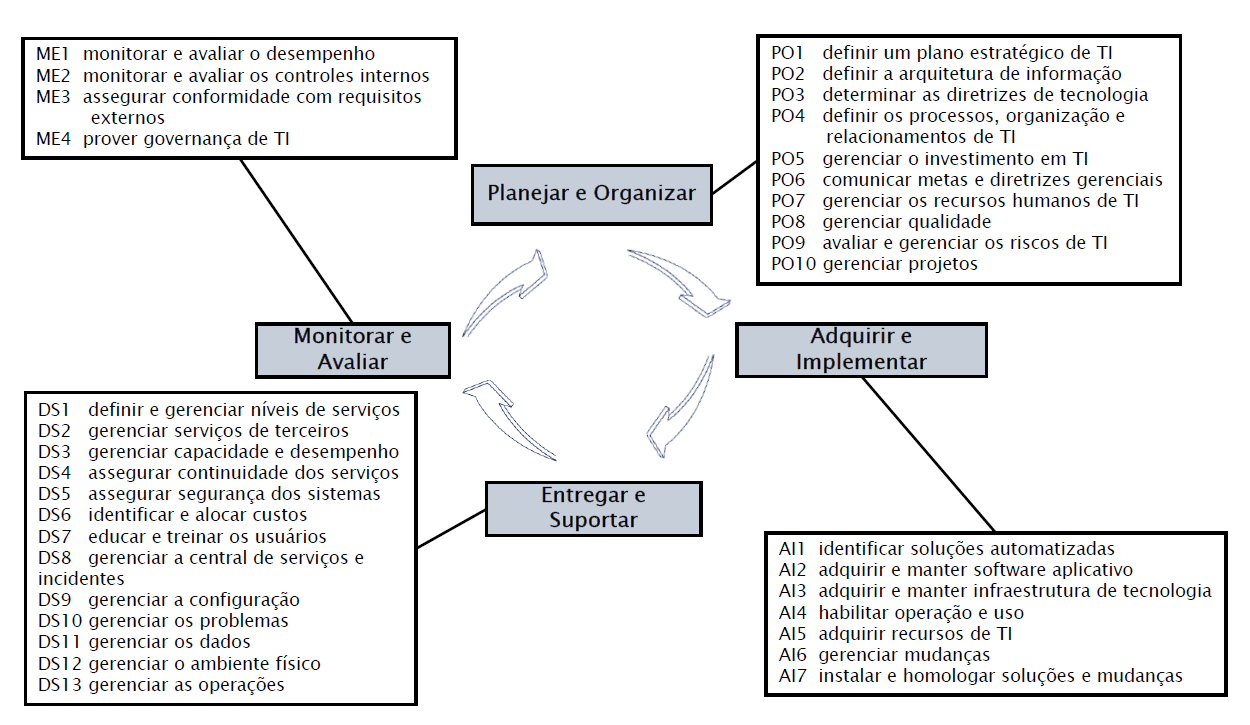 ME1 monitorar e avaliar o desempenho
ME2 monitorar e avaliar os controles internos
ME3 assegurar conformidade com requisitos
externos
ME4 prover governança de TI
PO1 definir um plano estratégico de TI
PO2 definir a arquitetura de informação
PO3 determinar as diretrizes de tecnologia
PO4 definir os processos, organização e
relacionamentos de TI
PO5 gerenciar o investimento em TI
PO6 comunicar metas e diretrizes gerenciais
PO7 gerenciar os recursos humanos de TI
PO8 gerenciar qualidade
PO9 avaliar e gerenciar os riscos de TI
PO10 gerenciar projetos
Planejar e Organizar
Monitorar e
Avaliar
Adquirir e
Implementar
DS1 definir e gerenciar níveis de serviços
DS2 gerenciar serviços de terceiros
DS3 gerenciar capacidade e desempenho
DS4 assegurar continuidade dos serviços
DS5 assegurar segurança dos sistemas
DS6 identificar e alocar custos
DS7 educar e treinar os usuários
DS8 gerenciar a central de serviços e
incidentes
DS9 gerenciar a configuração
DS10 gerenciar os problemas
DS11 gerenciar os dados
DS12 gerenciar o ambiente físico
DS13 gerenciar as operações
Entregar e
Suportar
AI1 identificar soluções automatizadas
AI2 adquirir e manter software aplicativo
AI3 adquirir e manter infraestrutura de tecnologia
AI4 habilitar operação e uso
AI5 adquirir recursos de TI
AI6 gerenciar mudanças
AI7 instalar e homologar soluções e mudanças